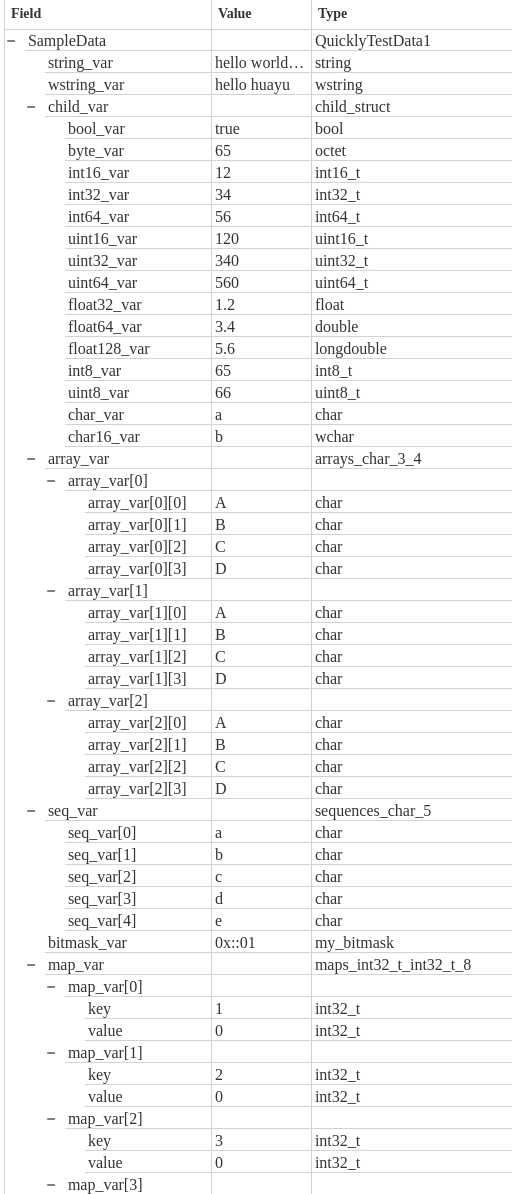 Field Value Type
− SampleData QuicklyTestData1
string_var hello world… string
wstring_var hello huayu wstring
− child_var child_struct
bool_var true bool
byte_var 65 octet
int16_var 12 int16_t
int32_var 34 int32_t
int64_var 56 int64_t
uint16_var 120 uint16_t
uint32_var 340 uint32_t
uint64_var 560 uint64_t
float32_var 1.2 float
float64_var 3.4 double
float128_var 5.6 longdouble
int8_var 65 int8_t
uint8_var 66 uint8_t
char_var a char
char16_var b wchar
− array_var arrays_char_3_4
− array_var[0]
array_var[0][0] A char
array_var[0][1] B char
array_var[0][2] C char
array_var[0][3] D char
− array_var[1]
array_var[1][0] A char
array_var[1][1] B char
array_var[1][2] C char
array_var[1][3] D char
− array_var[2]
array_var[2][0] A char
array_var[2][1] B char
array_var[2][2] C char
array_var[2][3] D char
− seq_var sequences_char_5
seq_var[0] a char
seq_var[1] b char
seq_var[2] c char
seq_var[3] d char
seq_var[4] e char
bitmask_var 0x::01 my_bitmask
− map_var maps_int32_t_int32_t_8
− map_var[0]
key 1 int32_t
value 0 int32_t
− map_var[1]
key 2 int32_t
value 0 int32_t
− map_var[2]
key 3 int32_t
value 0 int32_t
− map_var[3]